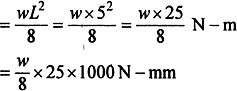 = wL²/8 = w×5²/8 = w×25/8 N – m
= w/8 ×25×1000 N – mm